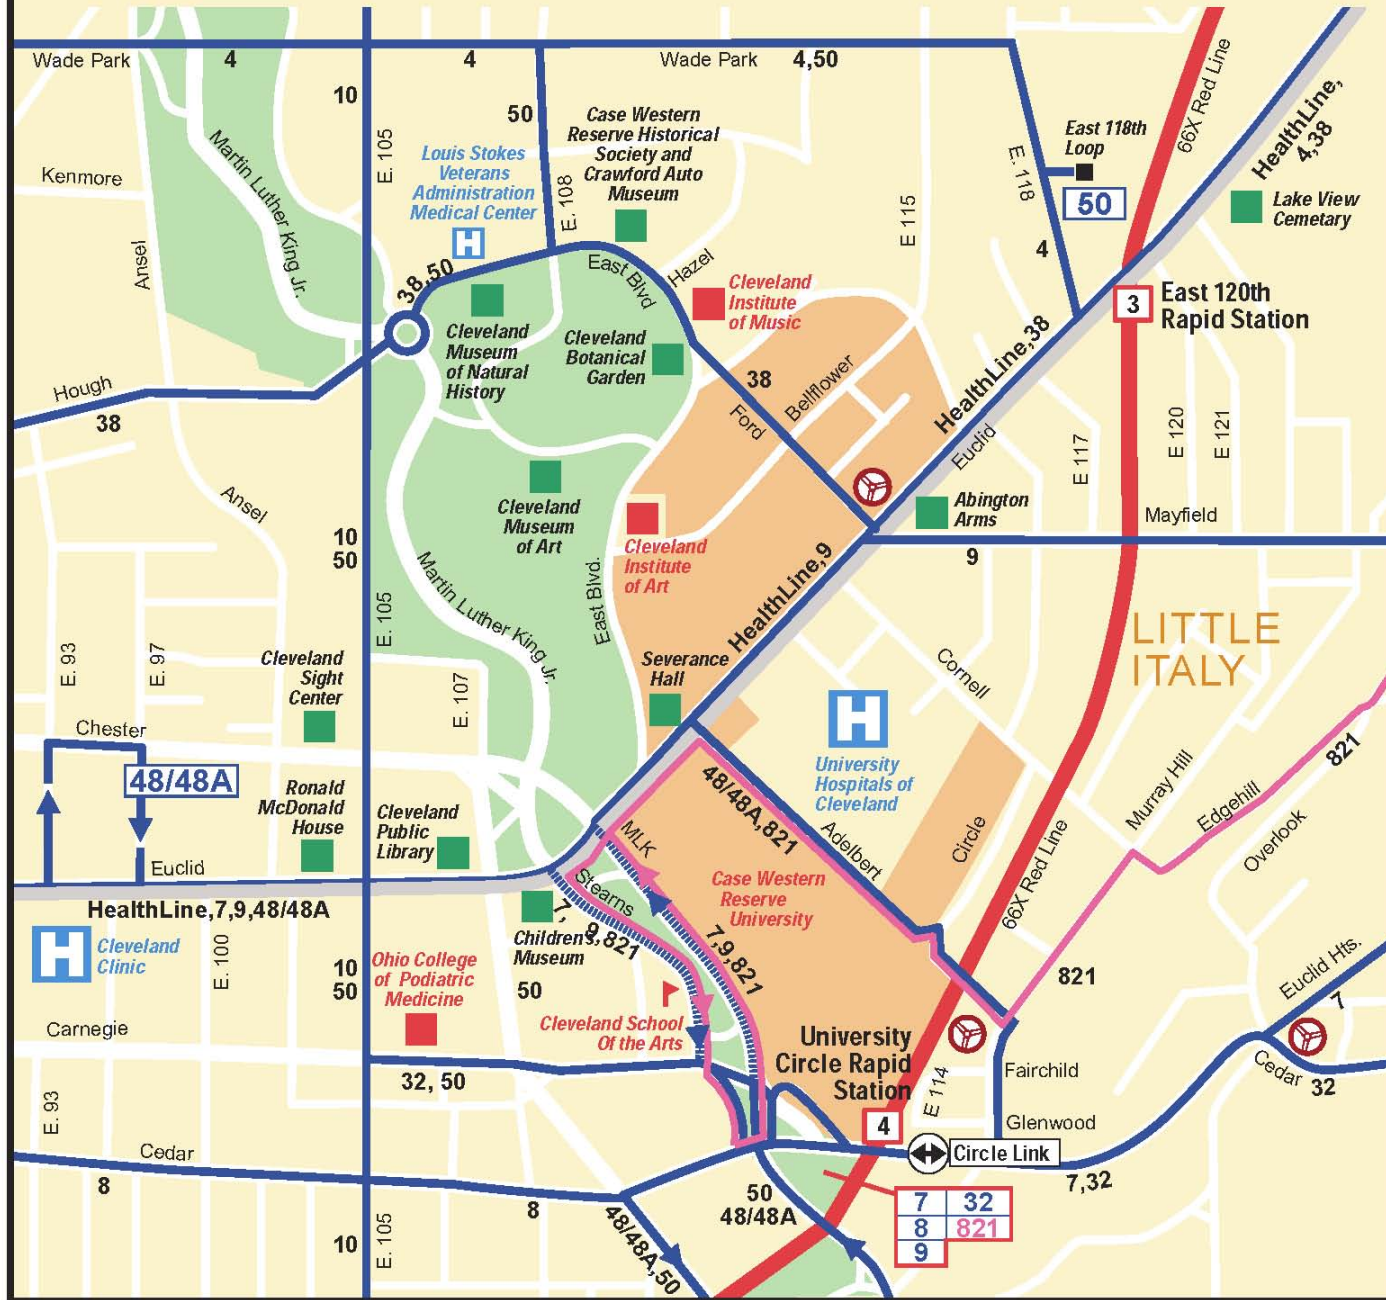 Wade Park
4
4
Wade Park
4,50
10
50
E. 105
Martin Luther King Jr.
Kenmore
Ansel
Louis Stokes
Veterans
Administration
Medical Center
H
Case Western
Reserve Historical
Society and
Crawford Auto
Museum
E. 108
E 115
E. 118
East 118th
Loop
50
4
66X Red Line
HealthLine,
4,38
Lake View
Cemetary
38,50
East Blvd
Hazel
Cleveland
Institute
of Music
3
East 120th
Rapid Station
Cleveland
Museum
of Natural
History
Cleveland
Botanical
Garden
Hough
38
38
Ford
Bellflower
HealthLine,38
Euclid
E 117
E 120
E 121
Ansel
Cleveland
Museum
of Art
Cleveland
Institute
of Art
Abington
Arms
Mayfield
9
10
50
E. 105
Martin Luther King Jr.
East Blvd.
HealthLine,9
LITTLE
ITALY
E. 93
E. 97
Cleveland
Sight
Center
E. 107
Severance
Hall
Cornell
Chester
48/48A
H
University
Hospitals of
Cleveland
48/48A,821
Adelbert
Circle
66X Red Line
Murray Hill
Edgehill
821
Overlook
Ronald
McDonald
House
Cleveland
Public
Library
Euclid
HealthLine,7,9,48/48A
MLK
Stearns
7,
9,821
7,9,821
Case Western
Reserve
University
H
Cleveland
Clinic
E. 100
Children's
Museum
Ohio College
of Podiatric
Medicine
10
50
50
Cleveland School
Of the Arts
821
Euclid Hts.
7
Carnegie
32, 50
University
Circle Rapid
Station
4
E 114
Fairchild
Glenwood
Cedar
32
E. 93
Cedar
8
8
Circle Link
7,32
50
48/48A
48/48A,50
7
32
8
821
9
10
E. 105